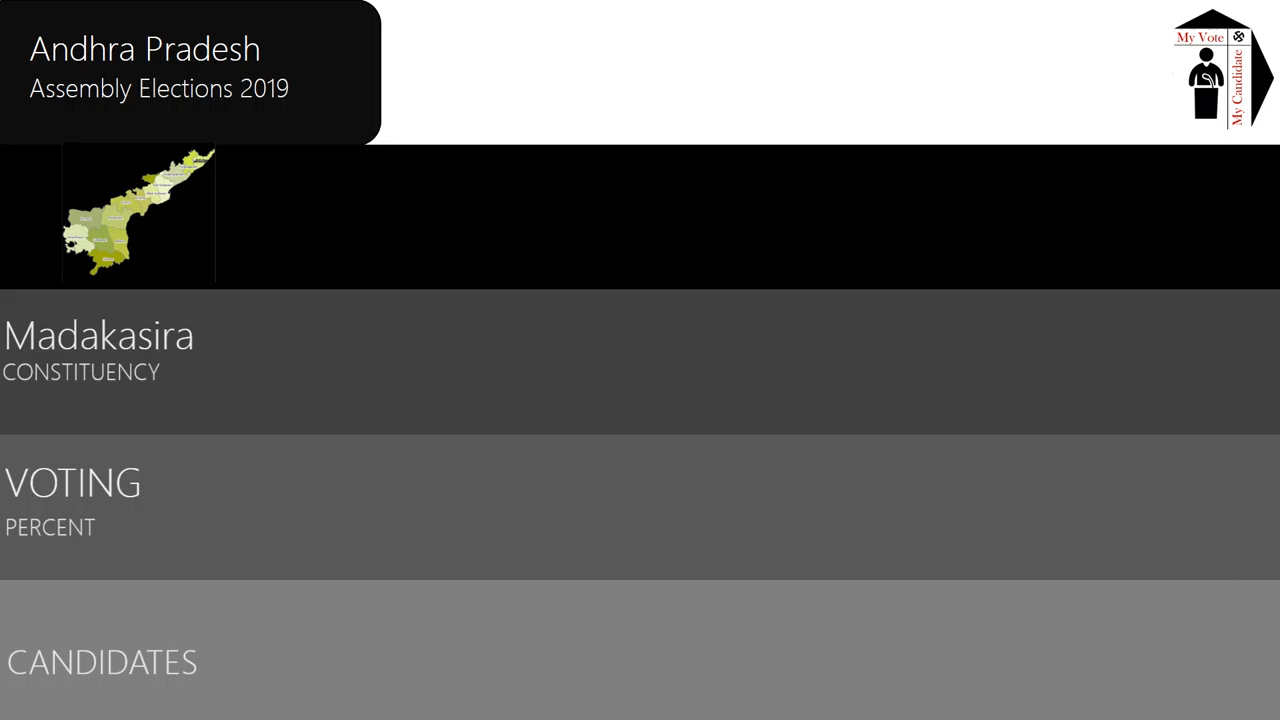 Andhra Pradesh
Assembly Elections 2019
My Vote
My Candidate
Madakasira
CONSTITUENCY
VOTING
PERCENT
CANDIDATES